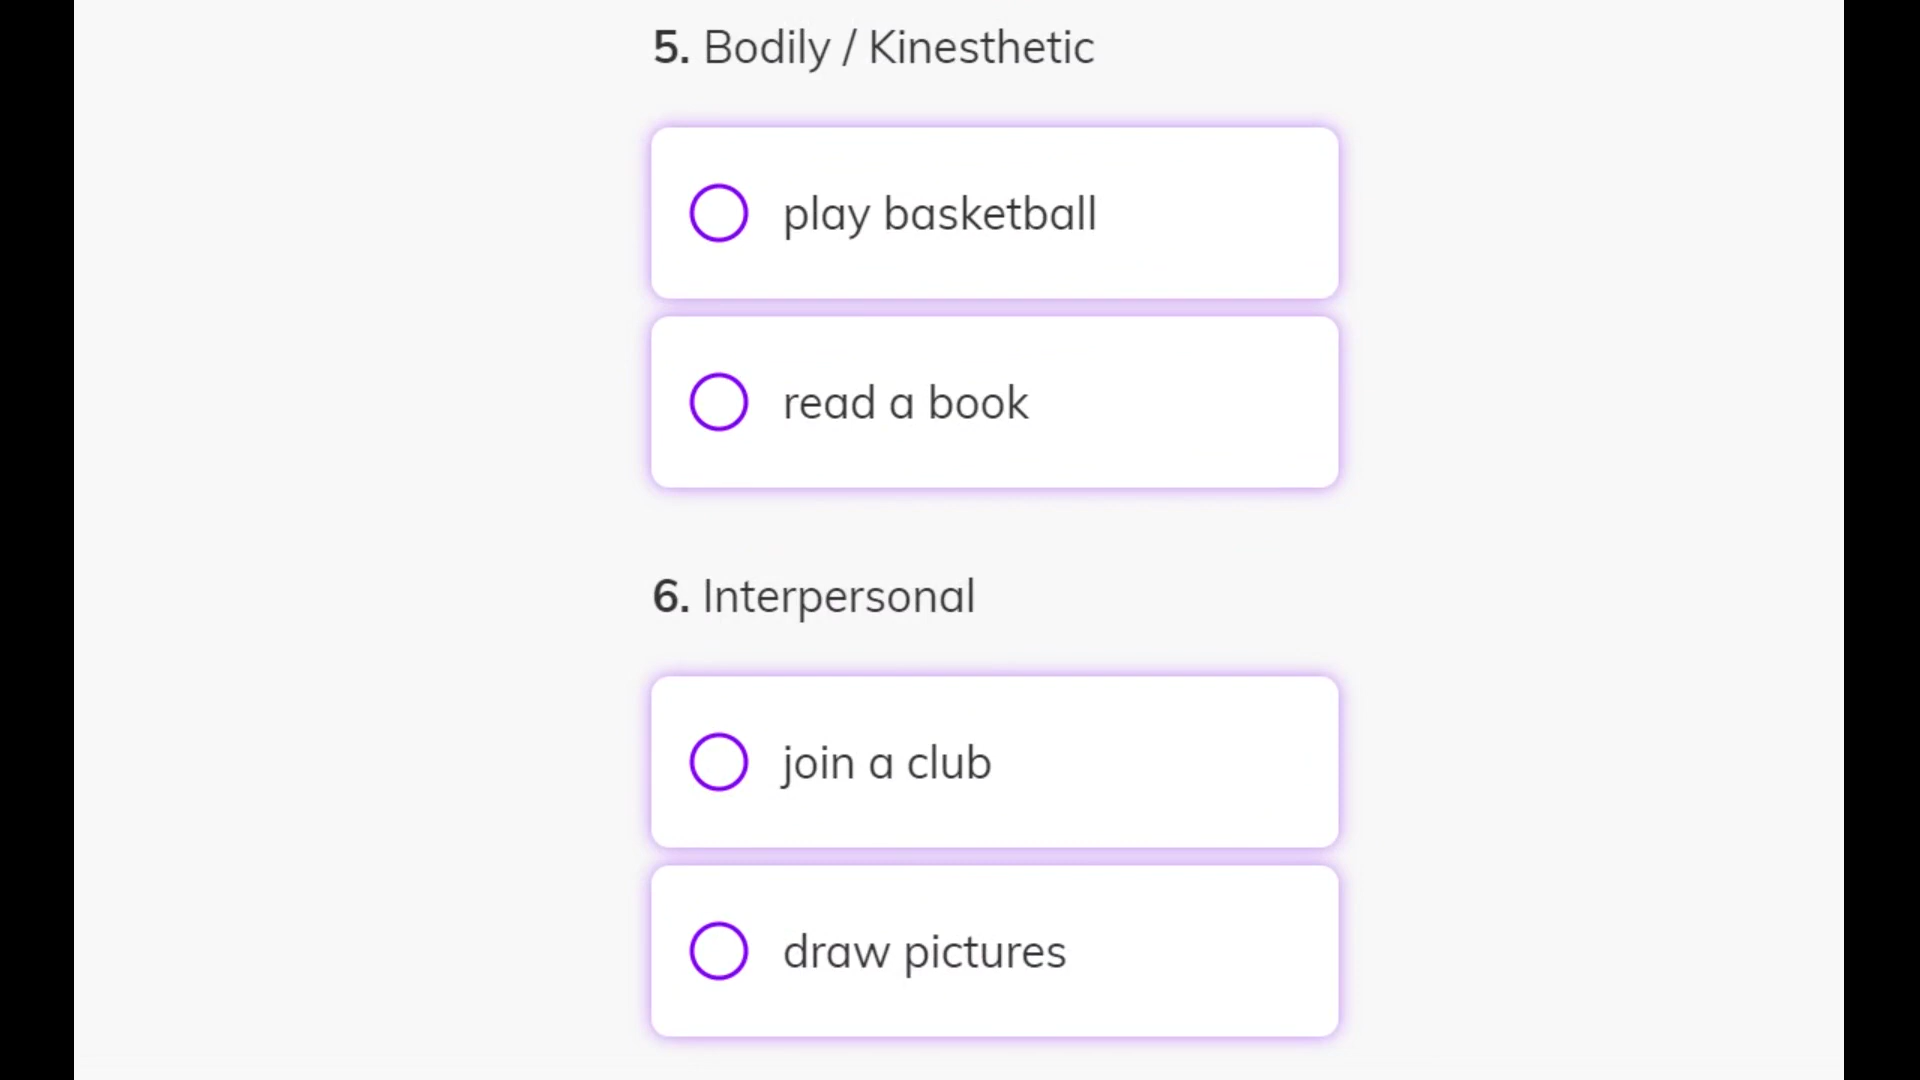 5. Bodily / Kinesthetic
play basketball
read a book
6. Interpersonal
join a club
draw pictures